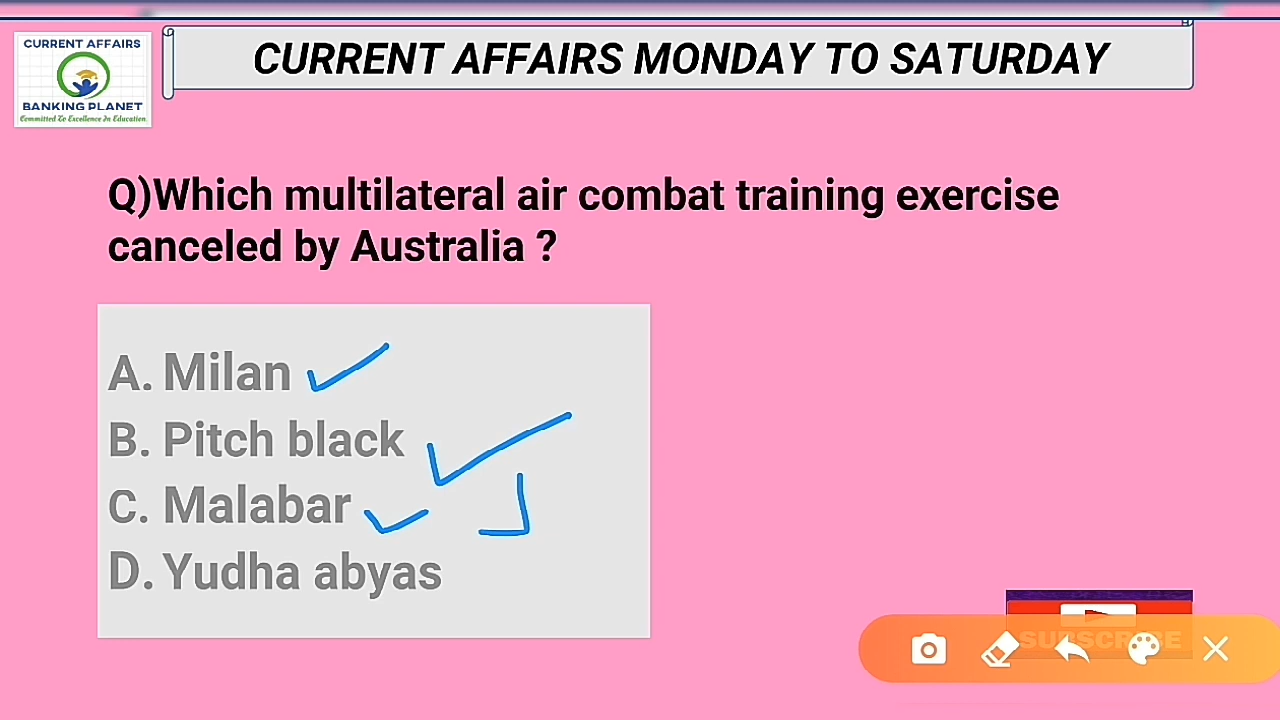 CURRENT AFFAIRS
BANKING PLANET
Committed To Excellence In Education.
CURRENT AFFAIRS MONDAY TO SATURDAY
Q)Which multilateral air combat training exercise
canceled by Australia ?
A. Milan
B. Pitch black
C. Malabar
D. Yudha abyas
SUBSCRIBE